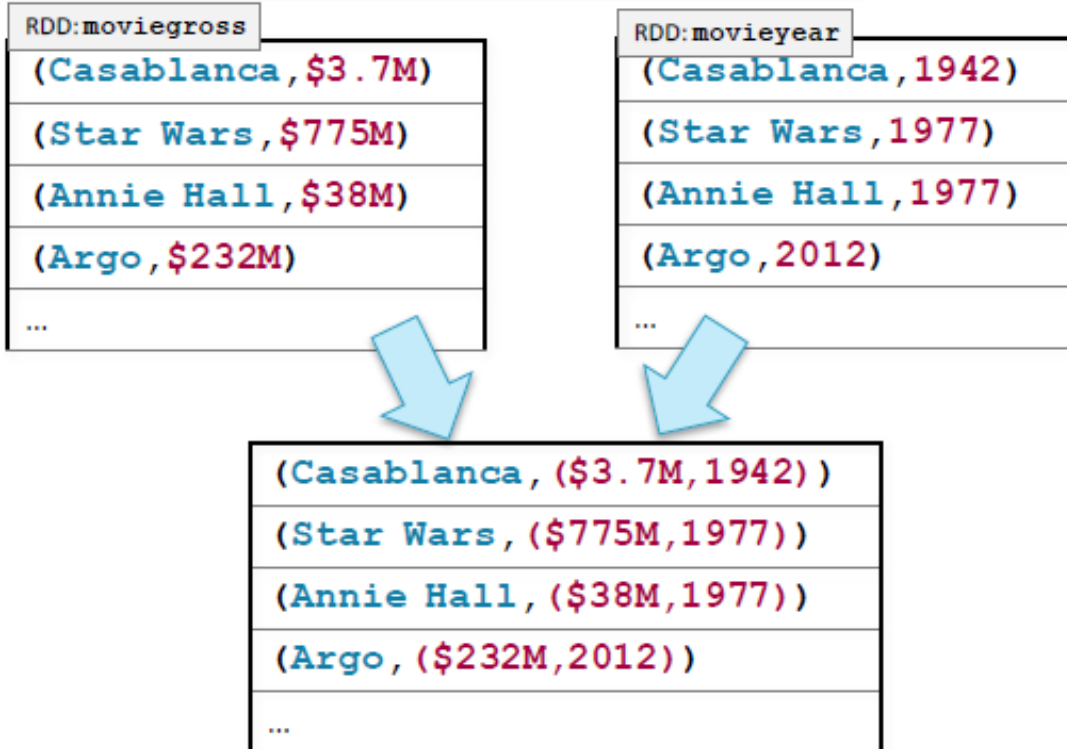 RDD:moviegross
(Casablanca,$3.7M)
(Star Wars,$775M)
(Annie Hall,$38M)
(Argo,$232M)
...
RDD:movieyear
(Casablanca,1942)
(Star Wars,1977)
(Annie Hall,1977)
(Argo,2012)
...
(Casablanca,($3.7M,1942))
(Star Wars,($775M,1977))
(Annie Hall,($38M,1977))
(Argo,($232M,2012))
...